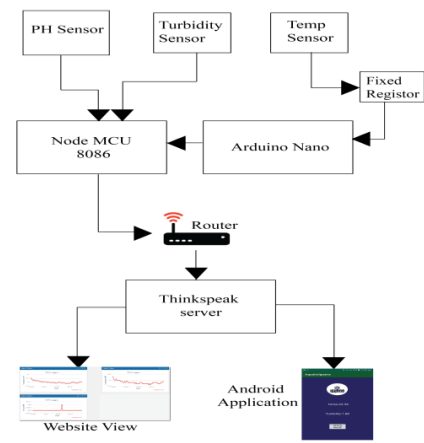 PH Sensor
Turbidity
Sensor
Temp
Sensor
Fixed
Registor
Node MCU
8086
Arduino Nano
Router
Thinkspeak
server
Website View
Android
Application